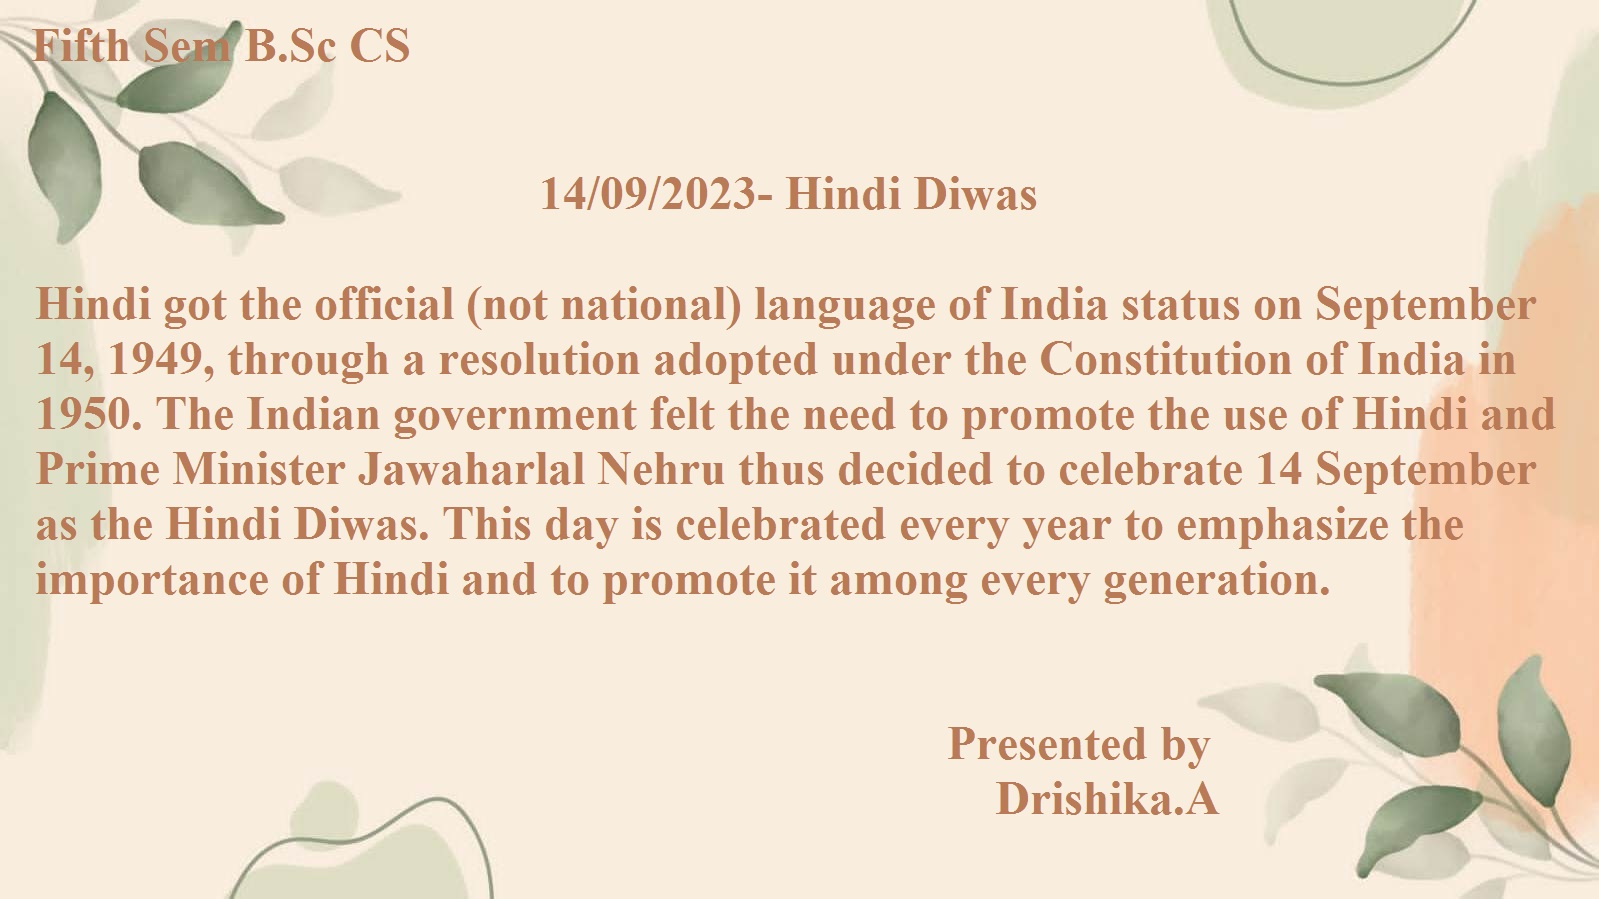 Fifth Sem B.Sc CS
14/09/2023- Hindi Diwas
Hindi got the official (not national) language of India status on September
14, 1949, through a resolution adopted under the Constitution of India in
1950. The Indian government felt the need to promote the use of Hindi and
Prime Minister Jawaharlal Nehru thus decided to celebrate 14 September
as the Hindi Diwas. This day is celebrated every year to emphasize the
importance of Hindi and to promote it among every generation.
Presented by
Drishika.A